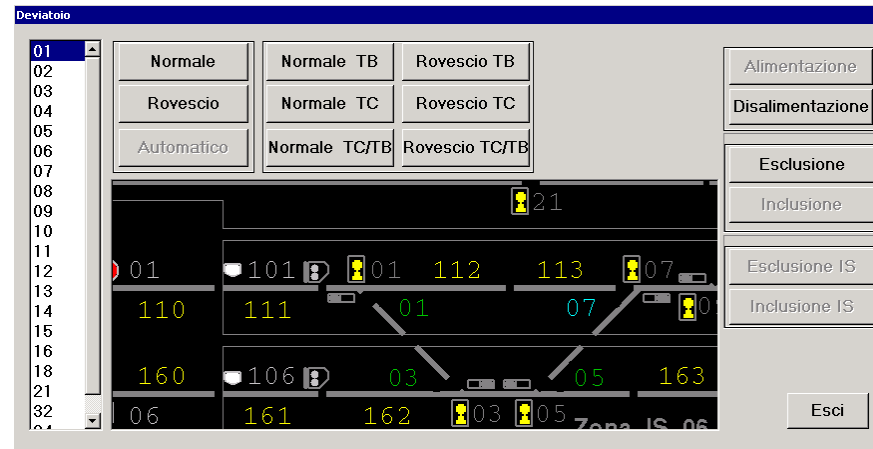 Deviatoio
01
02
03
04
05
06
07
08
09
10
11
12
13
14
15
16
18
21
32
Normale
Normale TB
Rovescio TB
Rovescio
Normale TC
Rovescio TC
Automatico
Normale TC/TB
Rovescio TC/TB
Alimentazione
Disalimentazione
Esclusione
Inclusione
Esclusione IS
Inclusione IS
21
01 101 01 112 113 07
110 111 01 07
160 106 03 05 163
06 161 162 03 05 Zona IS 06
Esci